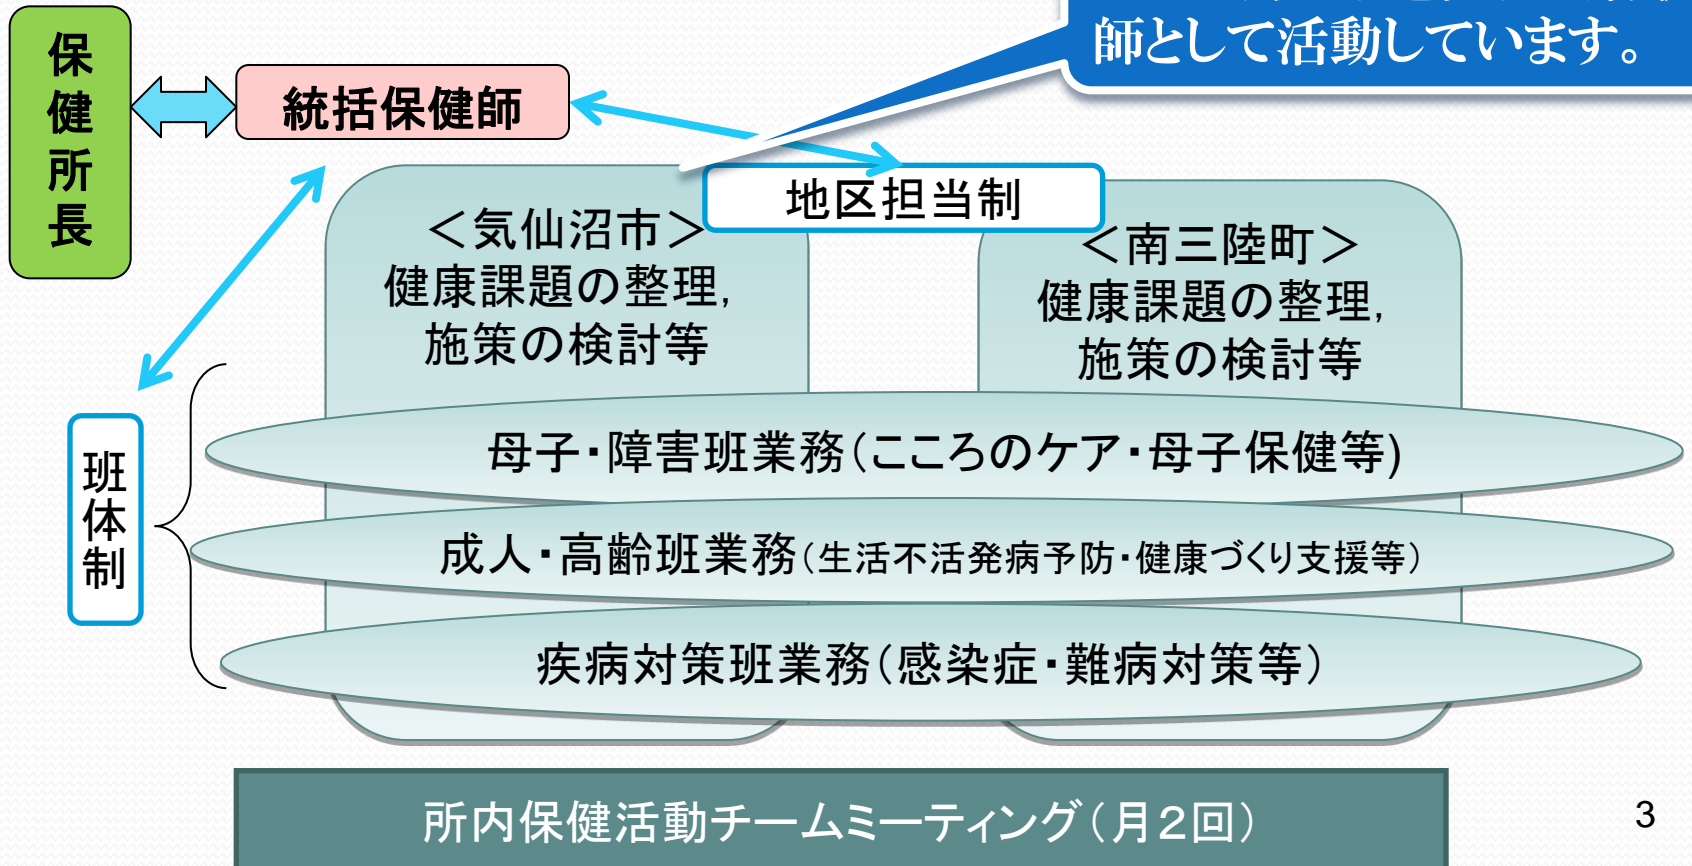 師として活動しています。
保健所長
統括保健師
地区担当制
＜気仙沼市＞
健康課題の整理,
施策の検討等
＜南三陸町＞
健康課題の整理,
施策の検討等
班体制
母子・障害班業務（こころのケア・母子保健等)
成人・高齢班業務（生活不活発病予防・健康づくり支援等）
疾病対策班業務（感染症・難病対策等）
所内保健活動チームミーティング（月２回）
3